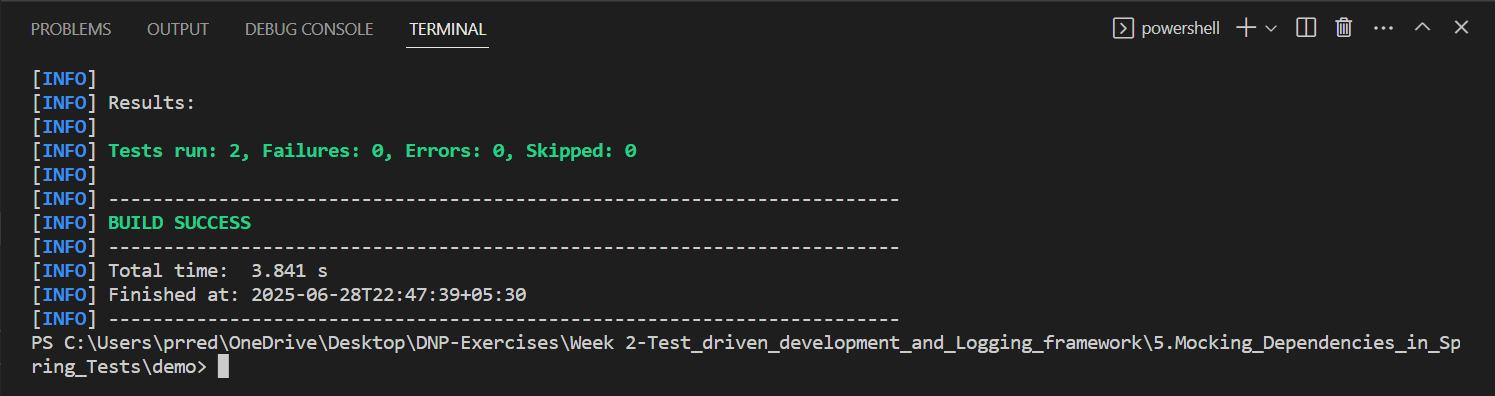 PROBLEMS OUTPUT DEBUG CONSOLE TERMINAL powershell
[INFO]
[INFO] Results:
[INFO]
[INFO] Tests run: 2, Failures: 0, Errors: 0, Skipped: 0
[INFO]
[INFO] ------------------------------------------------------------------------
[INFO] BUILD SUCCESS
[INFO] ------------------------------------------------------------------------
[INFO] Total time:  3.841 s
[INFO] Finished at: 2025-06-28T22:47:39+05:30
[INFO] ------------------------------------------------------------------------
PS C:\Users\prred\OneDrive\Desktop\DNP-Exercises\Week 2-Test_driven_development_and_Logging_framework\5.Mocking_Dependencies_in_Sp
ring_Tests\demo>